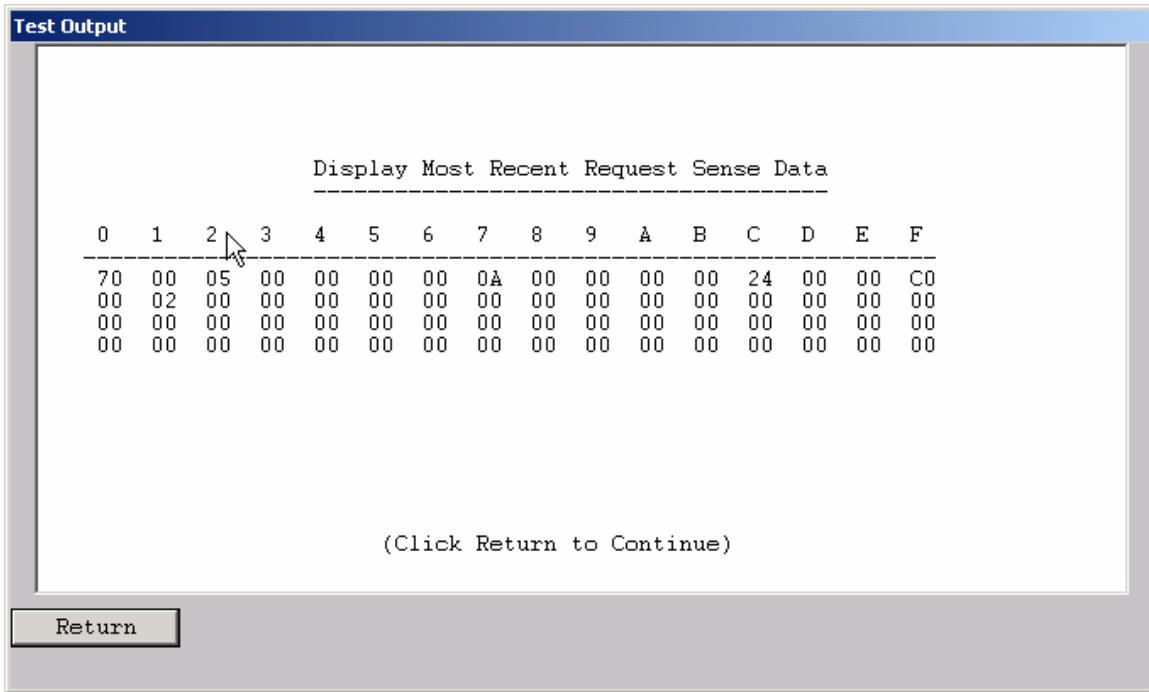 Test Output
Display Most Recent Request Sense Data
--------------------------------------
0 1 2 3 4 5 6 7 8 9 A B C D E F
70 00 05 00 00 00 00 0A 00 00 00 00 24 00 00 C0
00 02 00 00 00 00 00 00 00 00 00 00 00 00 00 00
00 00 00 00 00 00 00 00 00 00 00 00 00 00 00 00
00 00 00 00 00 00 00 00 00 00 00 00 00 00 00 00
(Click Return to Continue)
Return